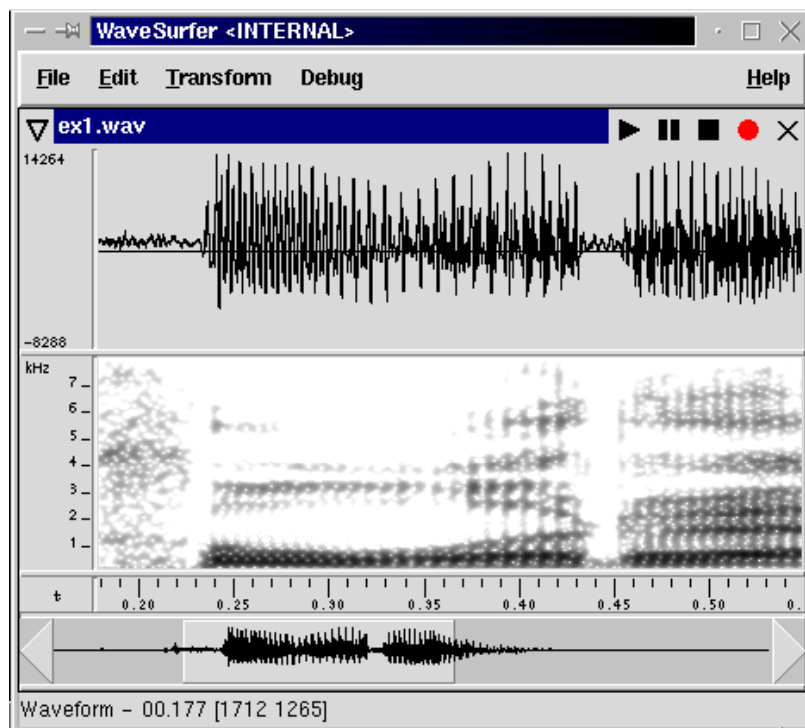 WaveSurfer <INTERNAL>
File Edit Transform Debug Help
ex1.wav
14264
-8288
kHz
7
6
5
4
3
2
1
t 0.20 0.25 0.30 0.35 0.40 0.45 0.50 0.
Waveform - 00.177 [1712 1265]